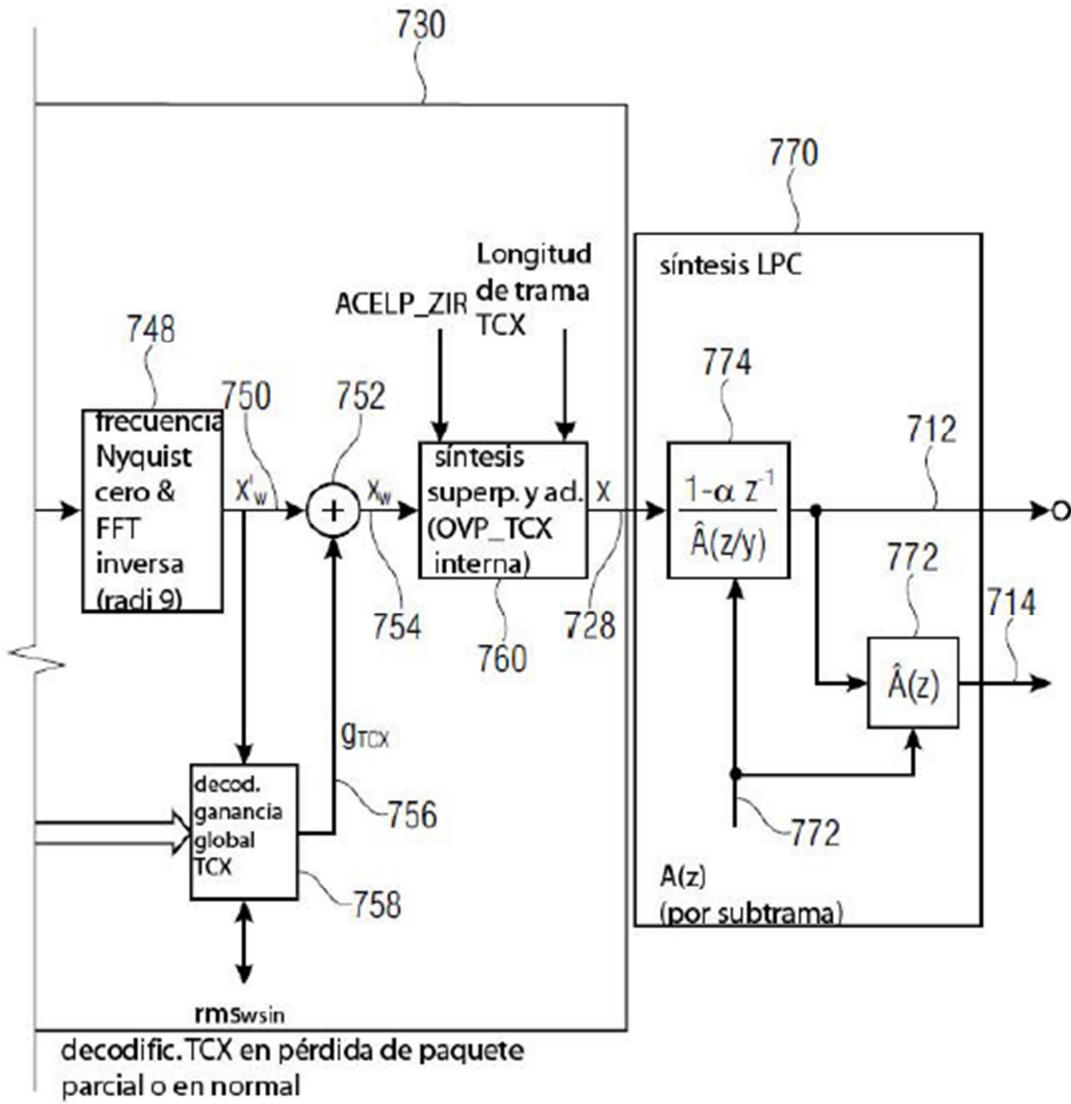 730
770
síntesis LPC
Longitud
de trama
TCX
ACELP_ZIR
748
750
752
774
712
frecuencia
Nyquist
cero &
FFT
inversa
(radi 9)
x'w
+
xw
síntesis
superp. y ad.
(OVP_TCX
interna)
x
1-α z⁻¹
Â(z/y)
754
760
728
772
714
Â(z)
gTCX
decod.
ganancia
global
TCX
756
758
772
A(z)
(por subtrama)
rmswsin
decodific. TCX en pérdida de paquete
parcial o en normal